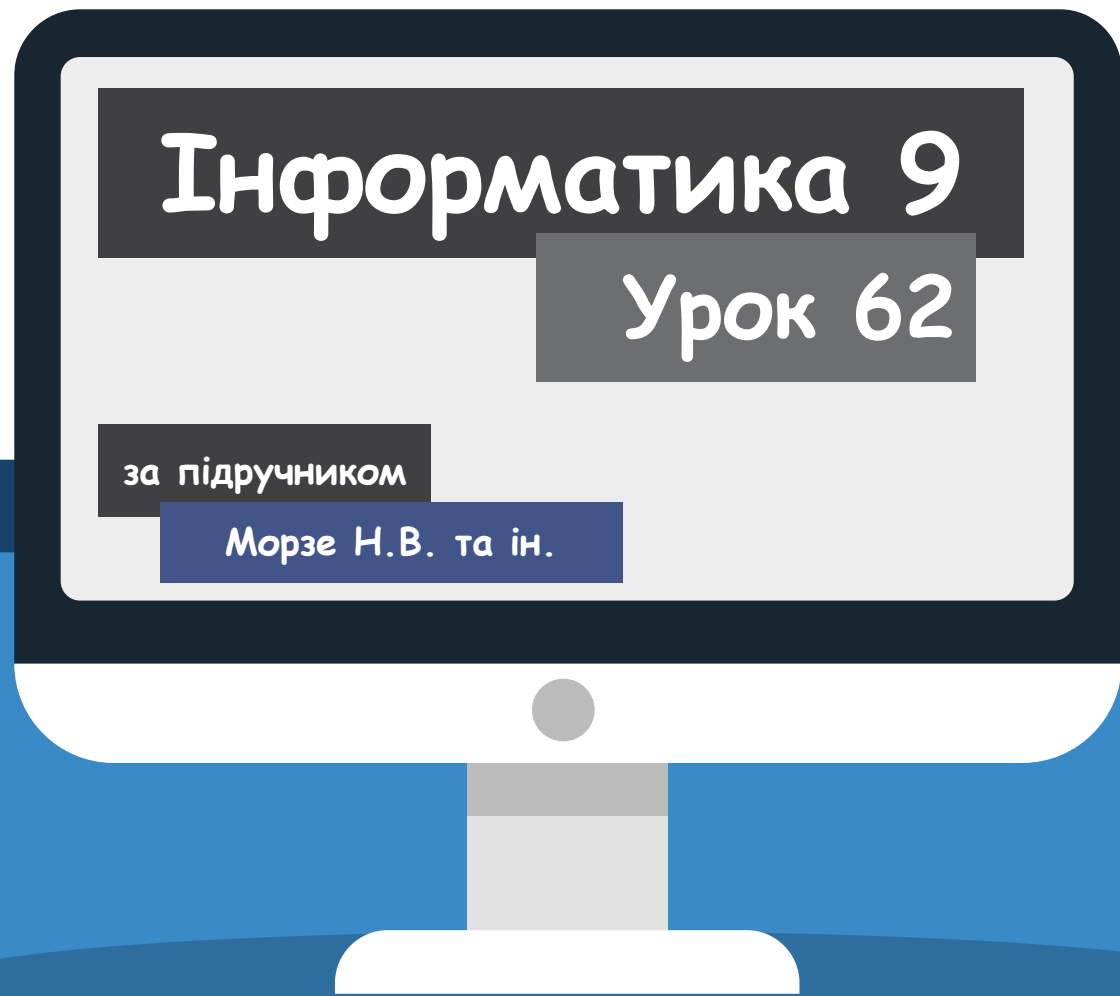 Інформатика 9
Урок 62
за підручником
Морзе Н.В. та ін.